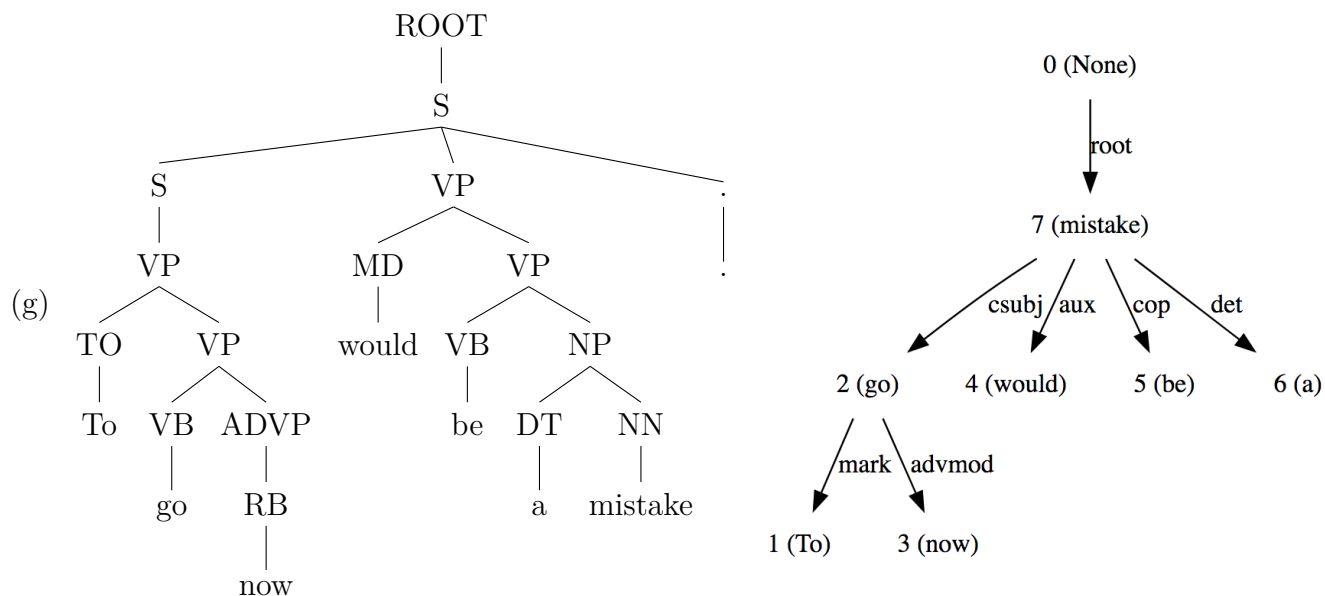 ROOT
S
S VP .
VP MD VP .
(g)
TO VP would VB NP
To VB ADVP be DT NN
go RB a mistake
now
0 (None)
root
7 (mistake)
csubj aux cop det
2 (go) 4 (would) 5 (be) 6 (a)
mark advmod
1 (To) 3 (now)